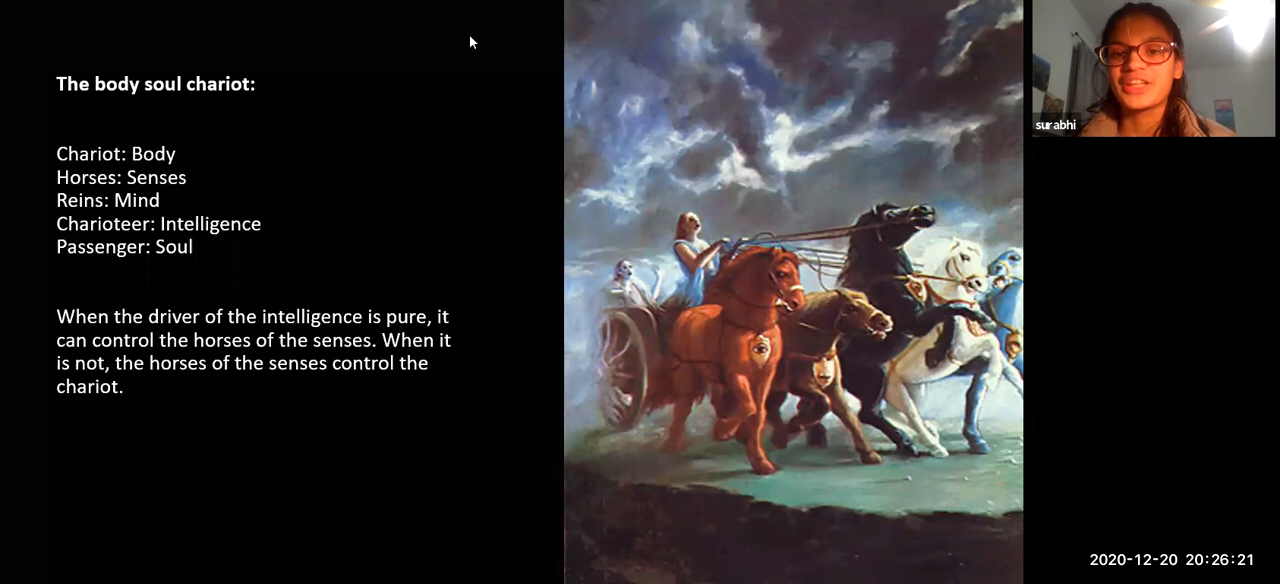 The body soul chariot:
Chariot: Body
Horses: Senses
Reins: Mind
Charioteer: Intelligence
Passenger: Soul
When the driver of the intelligence is pure, it
can control the horses of the senses. When it
is not, the horses of the senses control the
chariot.
surabhi
2020-12-20 20:26:21